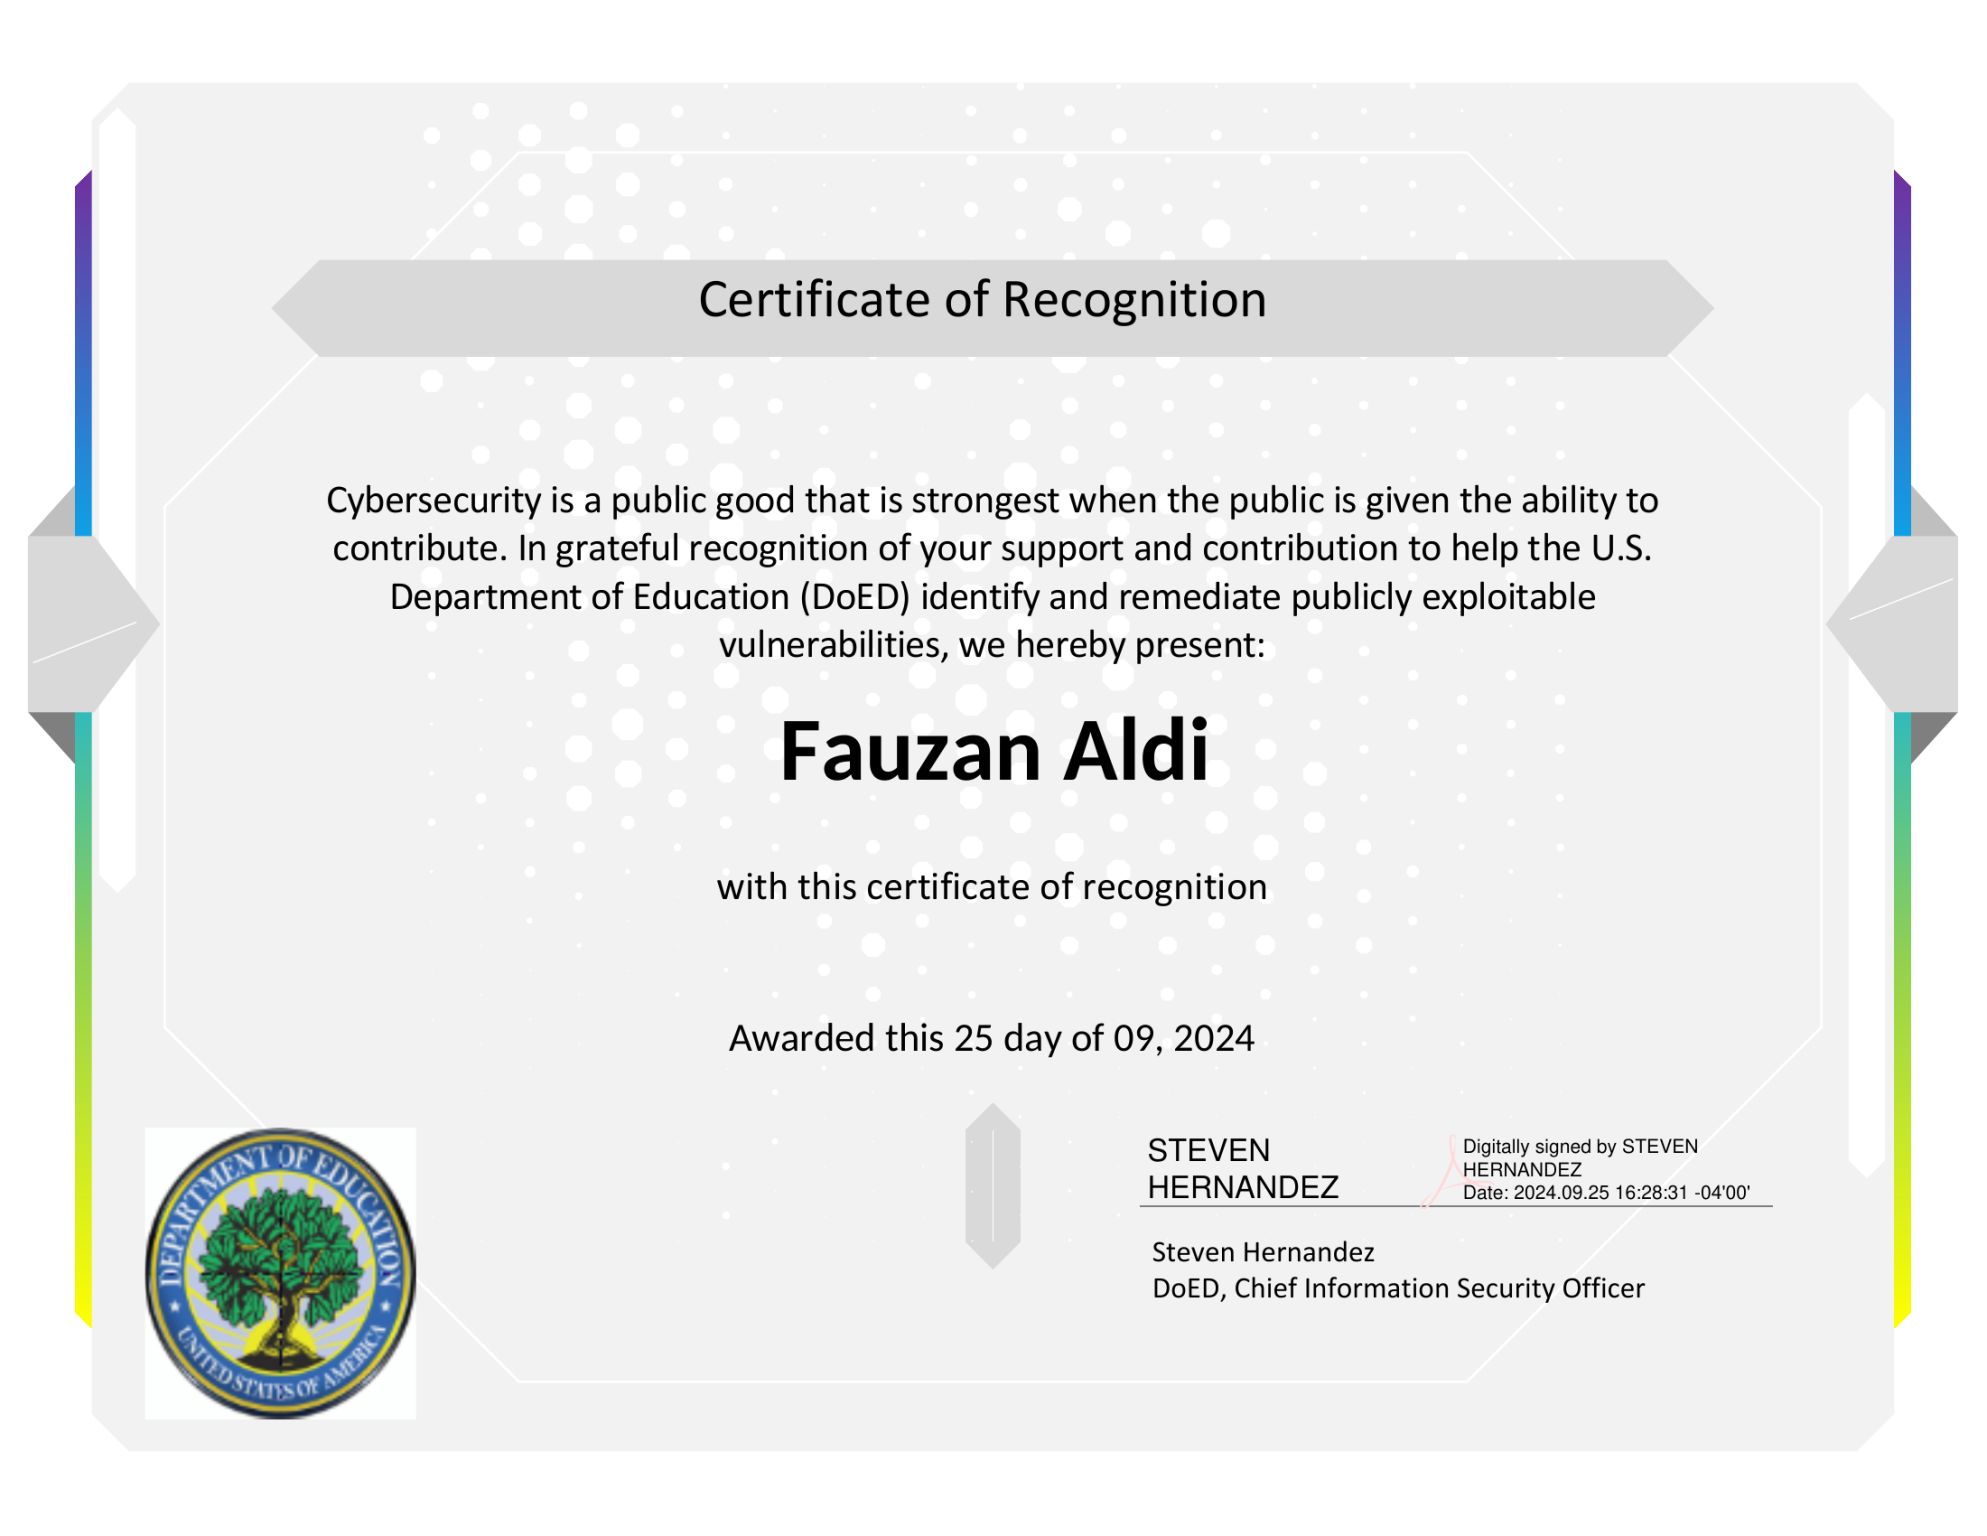 Certificate of Recognition
Cybersecurity is a public good that is strongest when the public is given the ability to
contribute. In grateful recognition of your support and contribution to help the U.S.
Department of Education (DoED) identify and remediate publicly exploitable
vulnerabilities, we hereby present:
Fauzan Aldi
with this certificate of recognition
Awarded this 25 day of 09, 2024
DEPARTMENT OF EDUCATION
UNITED STATES OF AMERICA
STEVEN
HERNANDEZ
Digitally signed by STEVEN
HERNANDEZ
Date: 2024.09.25 16:28:31 -04'00'
Steven Hernandez
DoED, Chief Information Security Officer